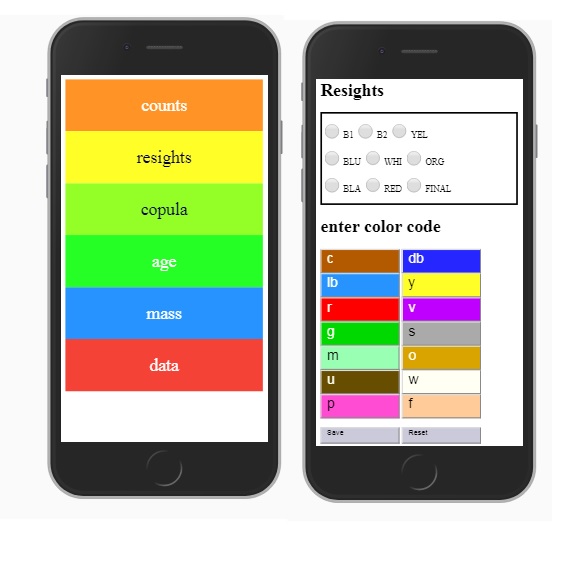 counts
resights
copula
age
mass
data
Resights
B1 B2 YEL
BLU WHI ORG
BLA RED FINAL
enter color code
c db
lb y
r v
g s
m o
u w
p f
Save Reset